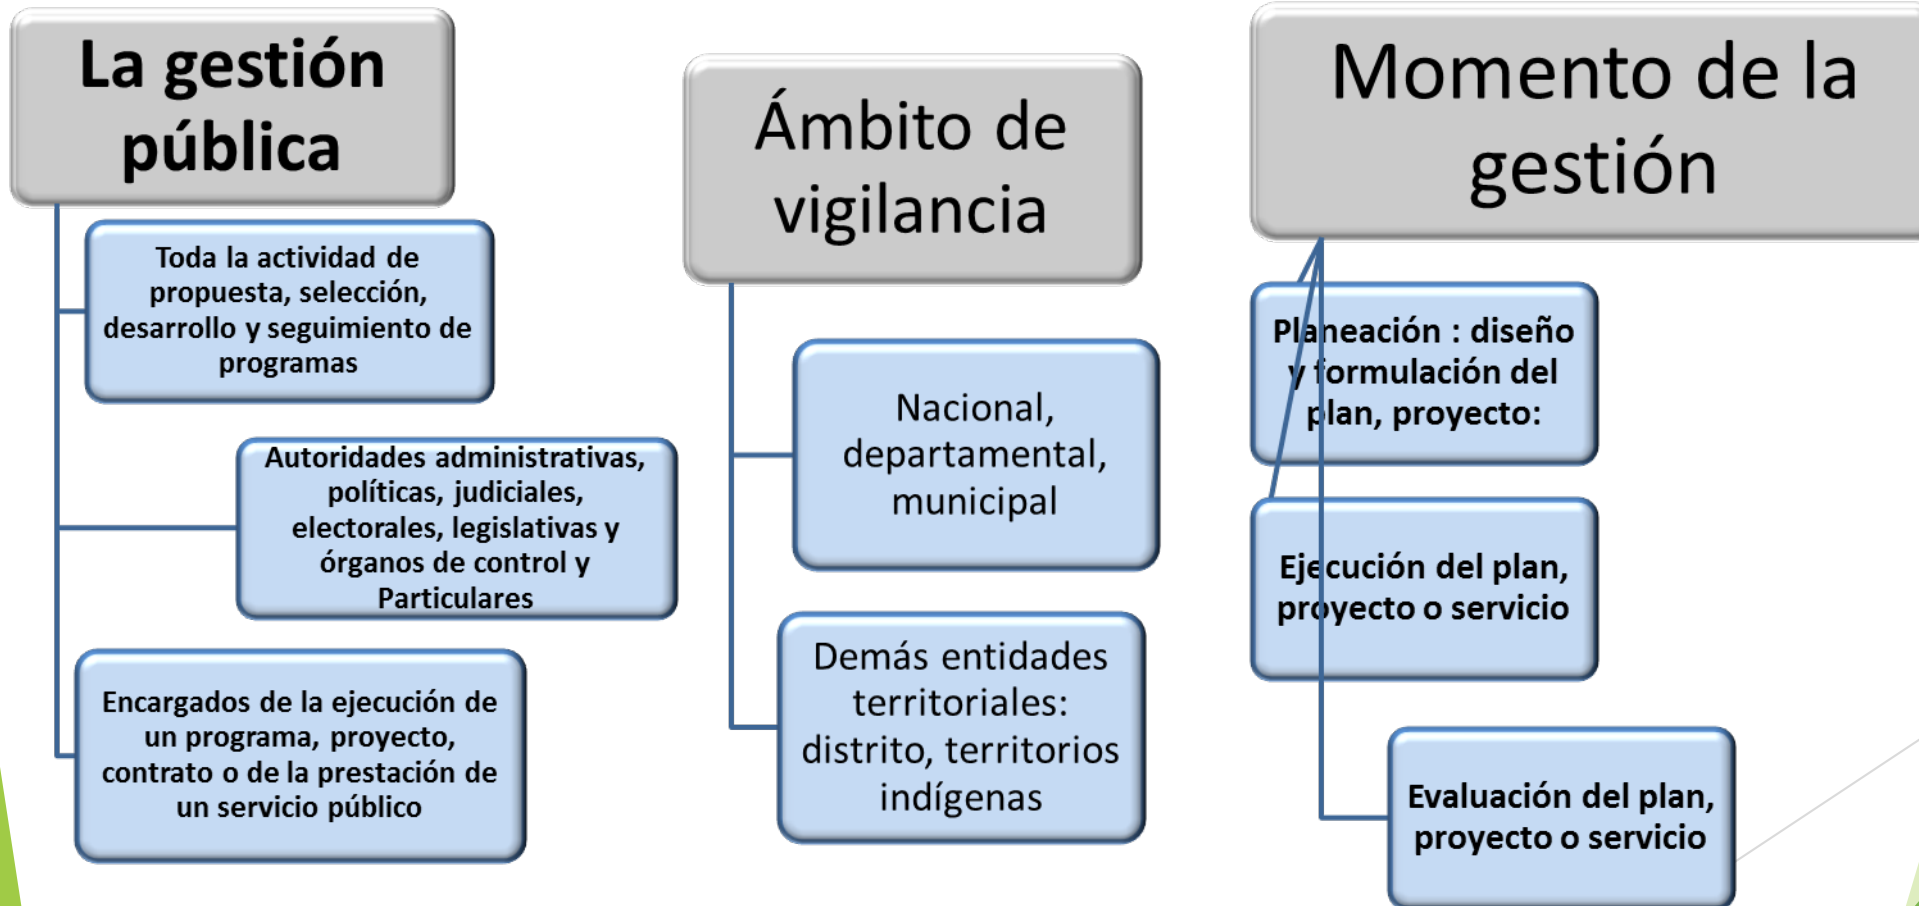 La gestión
pública
Toda la actividad de
propuesta, selección,
desarrollo y seguimiento de
programas
Autoridades administrativas,
políticas, judiciales,
electorales, legislativas y
órganos de control y
Particulares
Encargados de la ejecución de
un programa, proyecto,
contrato o de la prestación de
un servicio público
Ámbito de
vigilancia
Nacional,
departamental,
municipal
Demás entidades
territoriales:
distrito, territorios
indígenas
Momento de la
gestión
Planeación : diseño
y formulación del
plan, proyecto:
Ejecución del plan,
proyecto o servicio
Evaluación del plan,
proyecto o servicio